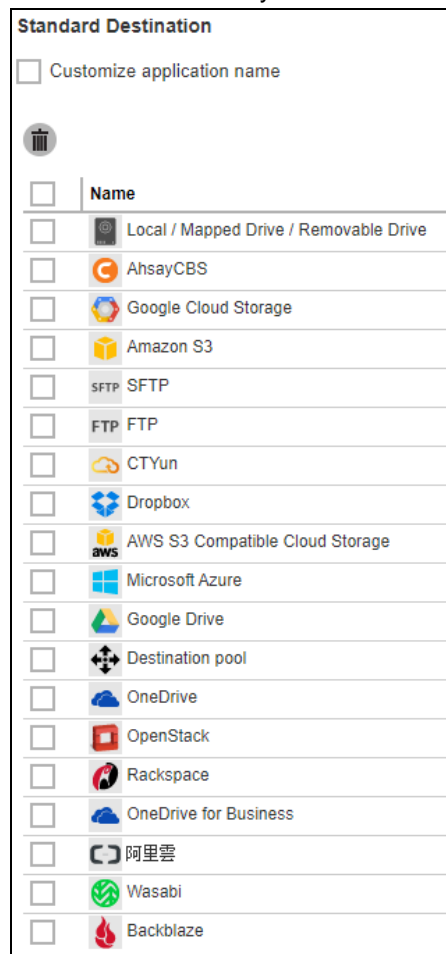 Standard Destination
Customize application name
Name
Local / Mapped Drive / Removable Drive
AhsayCBS
Google Cloud Storage
Amazon S3
SFTP SFTP
FTP FTP
CTYun
Dropbox
aws AWS S3 Compatible Cloud Storage
Microsoft Azure
Google Drive
Destination pool
OneDrive
OpenStack
Rackspace
OneDrive for Business
阿里雲
Wasabi
Backblaze